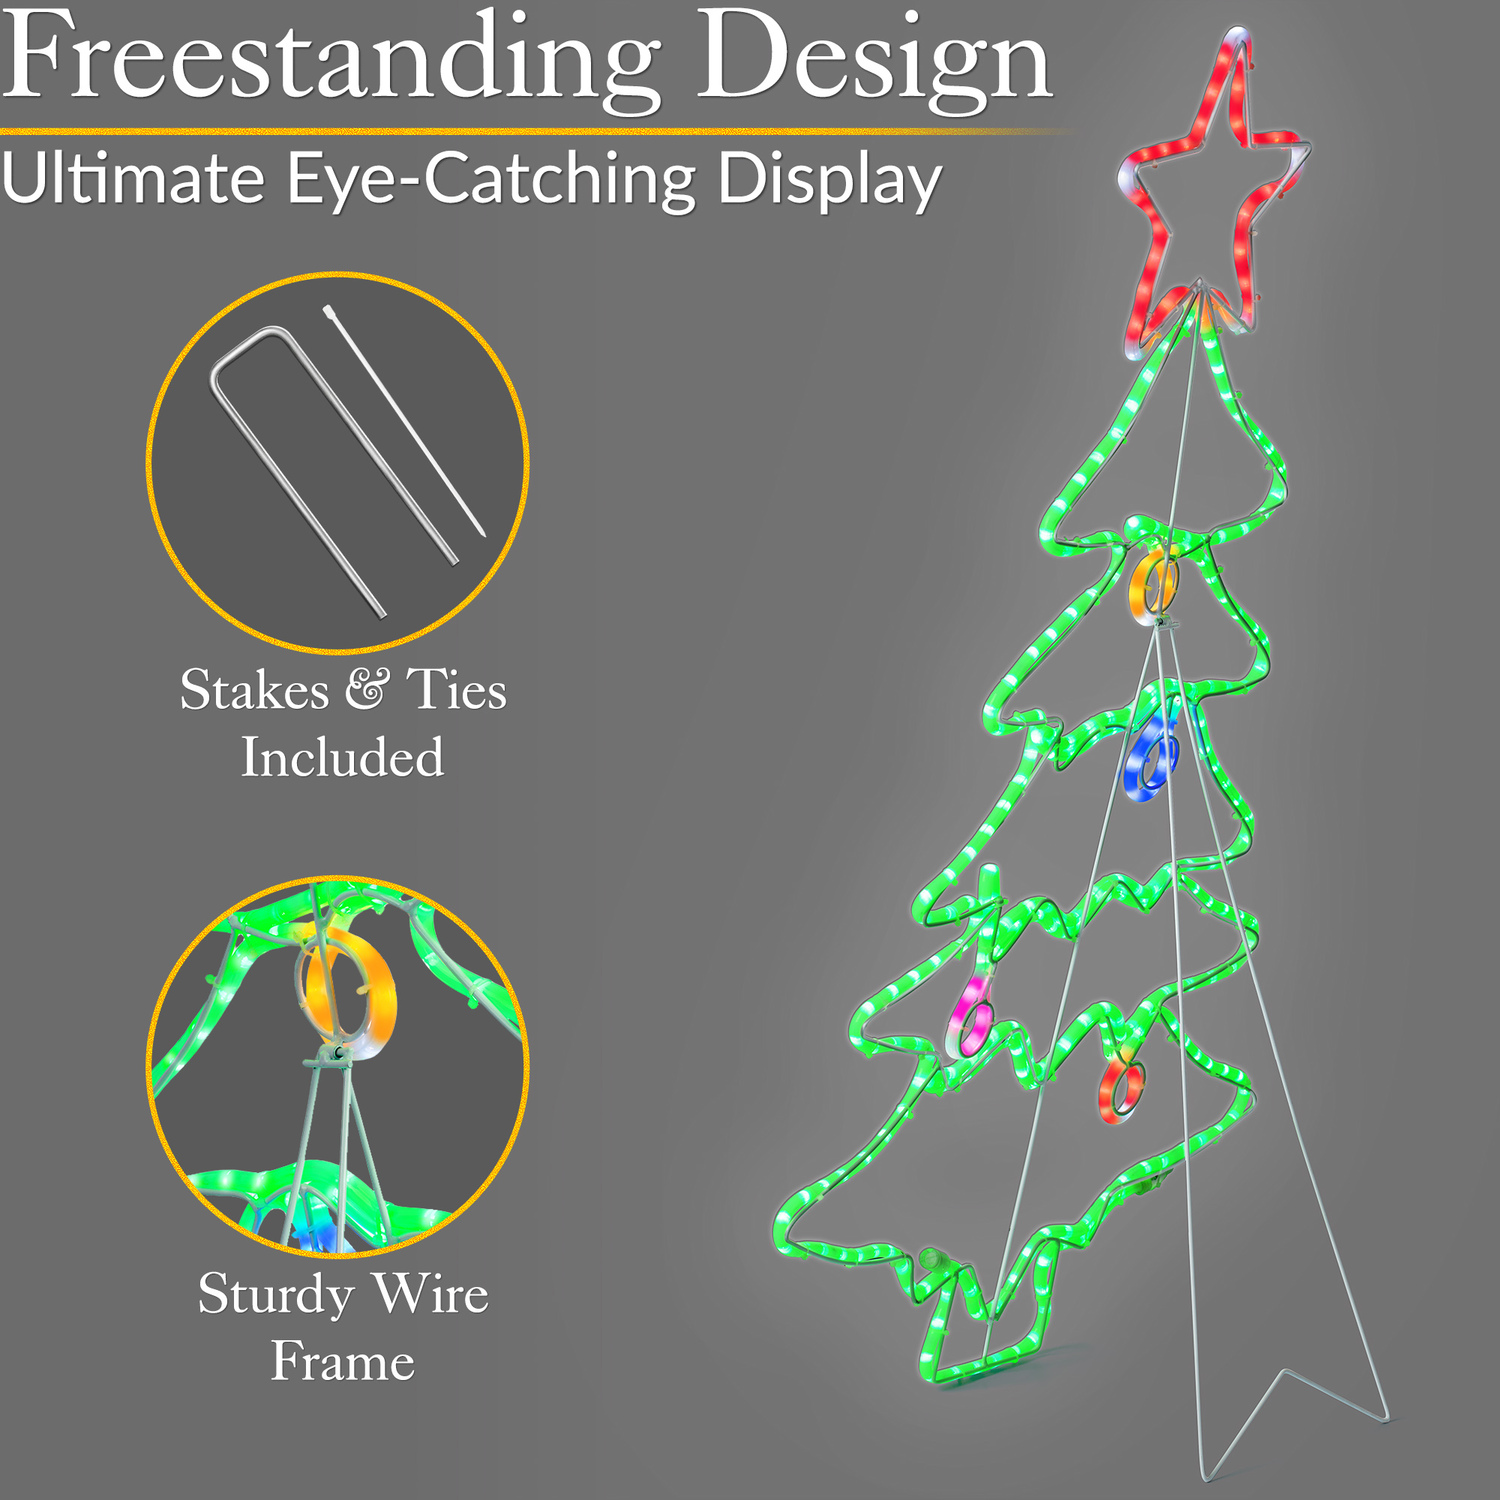 Freestanding Design
Ultimate Eye-Catching Display
Stakes & Ties
Included
Sturdy Wire
Frame